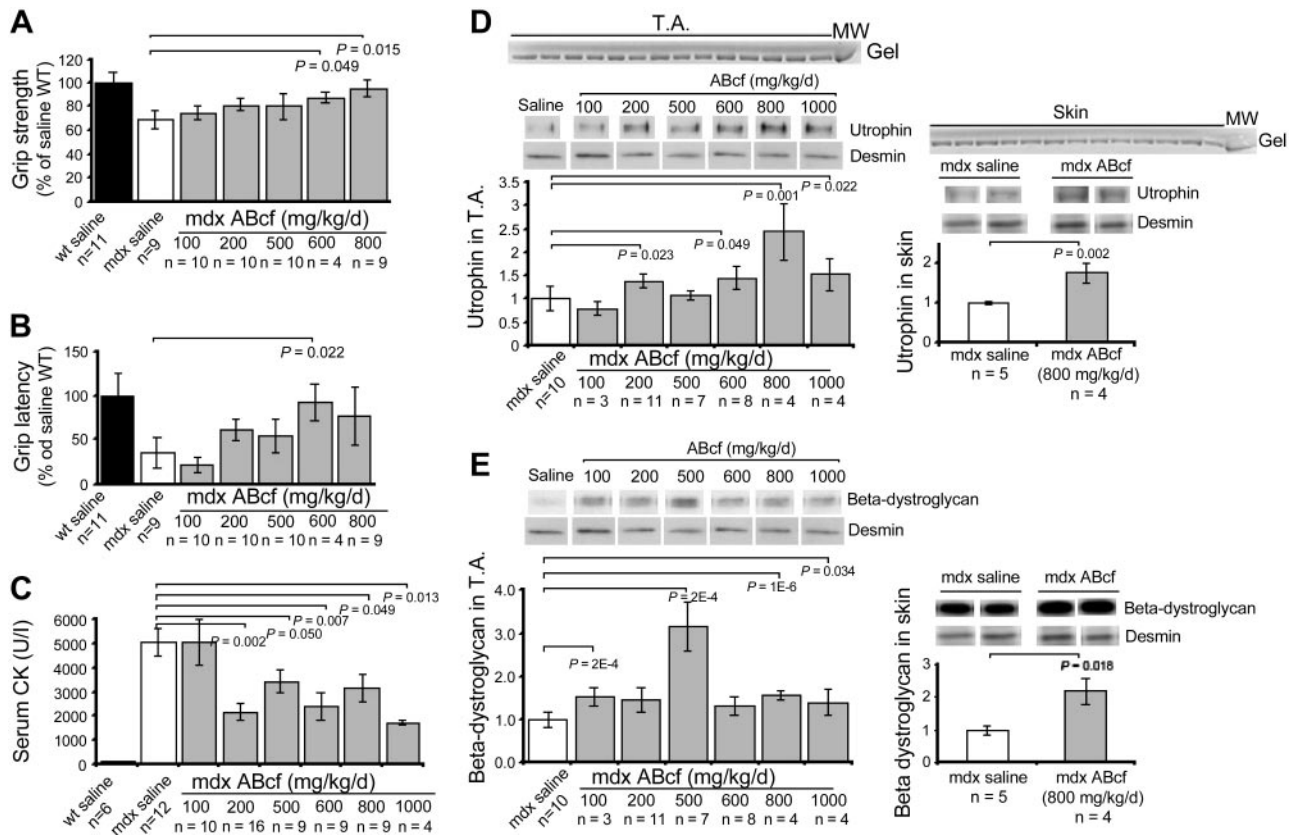 A
Grip strength
(% of saline WT)
120
100
80
60
40
20
0
P = 0.015
P = 0.049
wt saline
n=11
mdx saline
n=9
mdx ABcf (mg/kg/d)
100 200 500 600 800
n = 10 n = 10 n = 10 n = 4 n = 9
B
Grip latency
(% od saline WT)
150
100
50
0
P = 0.022
wt saline
n=11
mdx saline
n=9
mdx ABcf (mg/kg/d)
100 200 500 600 800
n = 10 n = 10 n = 10 n = 4 n = 9
C
Serum CK (U/l)
6000
5000
4000
3000
2000
1000
0
P = 0.013
P = 0.049
P = 0.007
P = 0.050
P = 0.002
wt saline
n=6
mdx saline
n=12
mdx ABcf (mg/kg/d)
100 200 500 600 800 1000
n = 10 n = 16 n = 9 n = 9 n = 9 n = 4
D
T.A. MW
Gel
ABcf (mg/kg/d)
Saline 100 200 500 600 800 1000
Utrophin
Desmin
Utrophin in T.A.
3.5
3
2.5
2
1.5
1
0.5
0
P = 0.022
P = 0.001
P = 0.049
P = 0.023
mdx saline
n=10
mdx ABcf (mg/kg/d)
100 200 500 600 800 1000
n = 3 n = 11 n = 7 n = 8 n = 4 n = 4
Skin MW
Gel
mdx saline mdx ABcf
Utrophin
Desmin
Utrophin in skin
2
1
0
P = 0.002
mdx saline mdx ABcf
n = 5 (800 mg/kg/d)
n = 4
E
ABcf (mg/kg/d)
Saline 100 200 500 600 800 1000
Beta-dystroglycan
Desmin
Beta-dystroglycan in T.A.
4.0
3.0
2.0
1.0
0.0
P = 0.034
P = 1E-6
P = 2E-4
P = 2E-4
mdx saline
n=10
mdx ABcf (mg/kg/d)
100 200 500 600 800 1000
n = 3 n = 11 n = 7 n = 8 n = 4 n = 4
mdx saline mdx ABcf
Beta-dystroglycan
Desmin
Beta dystroglycan in skin
3
2
1
0
P = 0.018
mdx saline mdx ABcf
n = 5 (800 mg/kg/d)
n = 4